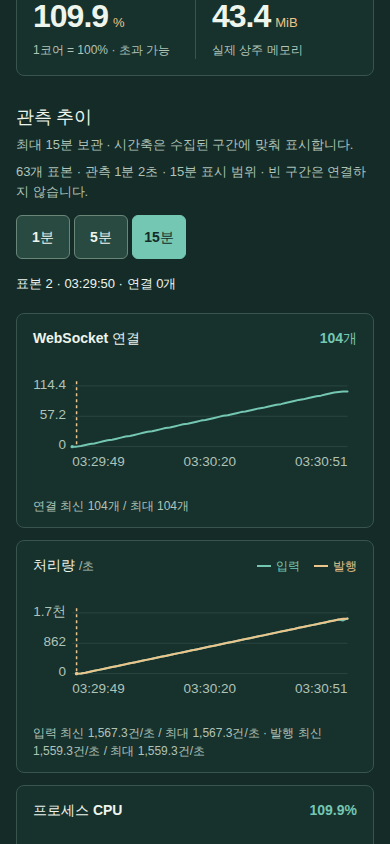 109.9 % 43.4 MiB
1코어 = 100% · 초과 가능 실제 상주 메모리
관측 추이
최대 15분 보관 · 시간축은 수집된 구간에 맞춰 표시합니다.
63개 표본 · 관측 1분 2초 · 15분 표시 범위 · 빈 구간은 연결하
지 않습니다.
1분 5분 15분
표본 2 · 03:29:50 · 연결 0개
WebSocket 연결 104개
114.4
57.2
0
03:29:49 03:30:20 03:30:51
연결 최신 104개 / 최대 104개
처리량 /초 입력 발행
1.7천
862
0
03:29:49 03:30:20 03:30:51
입력 최신 1,567.3건/초 / 최대 1,567.3건/초 · 발행 최신
1,559.3건/초 / 최대 1,559.3건/초
프로세스 CPU 109.9%